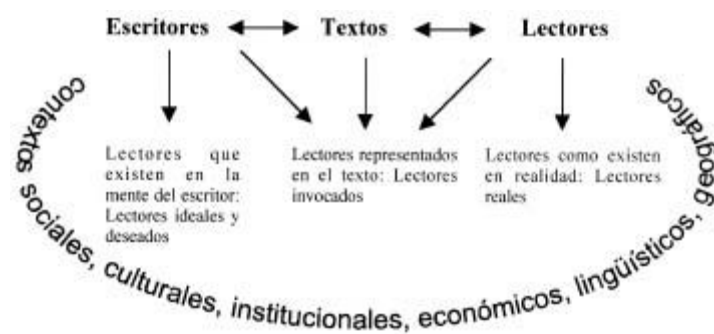 Escritores Textos Lectores
Lectores que
existen en la
mente del escritor:
Lectores ideales y
deseados
Lectores representados
en el texto: Lectores
invocados
Lectores como existen
en realidad: Lectores
reales
contextos sociales, culturales, institucionales, económicos, lingüísticos, geográficos